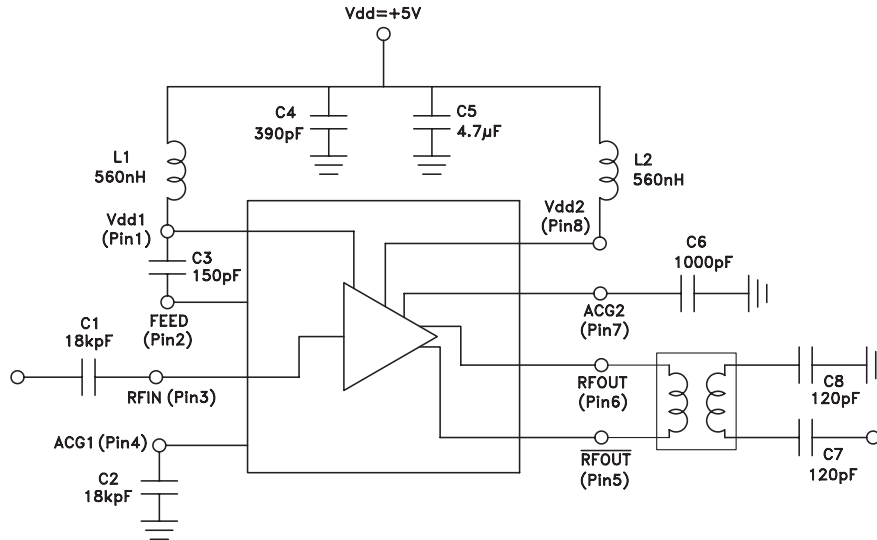 Vdd=+5V
C4
390pF
C5
4.7µF
L1
560nH
L2
560nH
Vdd1
(Pin1)
Vdd2
(Pin8)
C3
150pF
C6
1000pF
FEED
(Pin2)
ACG2
(Pin7)
C1
18kpF
RFIN (Pin3)
RFOUT
(Pin6)
C8
120pF
ACG1 (Pin4)
RFOUT
(Pin5)
C7
120pF
C2
18kpF